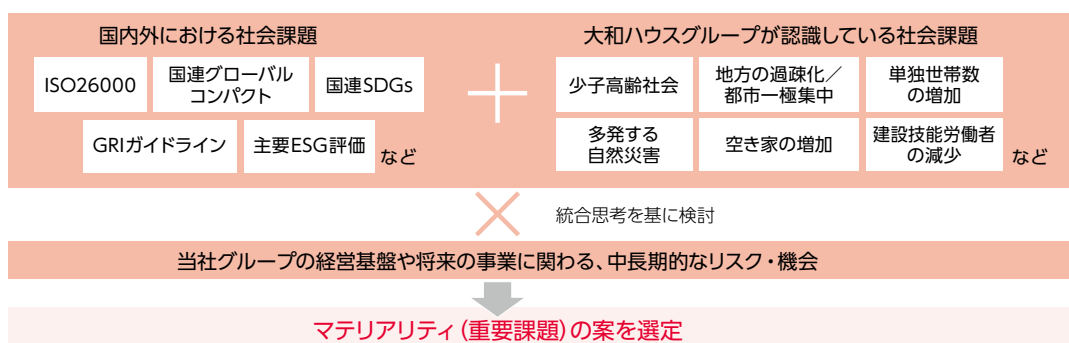 国内外における社会課題
ISO26000
国連グローバル
コンパクト
国連SDGs
GRIガイドライン
主要ESG評価
など
大和ハウスグループが認識している社会課題
少子高齢社会
地方の過疎化／
都市一極集中
単独世帯数
の増加
多発する
自然災害
空き家の増加
建設技能労働者
の減少
など
統合思考を基に検討
当社グループの経営基盤や将来の事業に関わる、中長期的なリスク・機会
マテリアリティ（重要課題）の案を選定